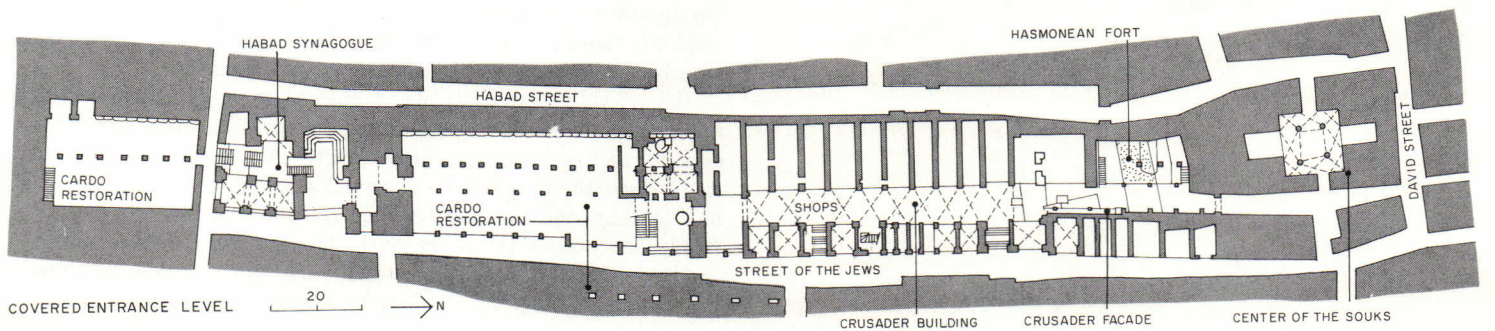 HABAD SYNAGOGUE
HASMONEAN FORT
HABAD STREET
DAVID STREET
CARDO
RESTORATION
CARDO
RESTORATION
SHOPS
STREET OF THE JEWS
COVERED ENTRANCE LEVEL
20
N
CRUSADER BUILDING
CRUSADER FACADE
CENTER OF THE SOUKS